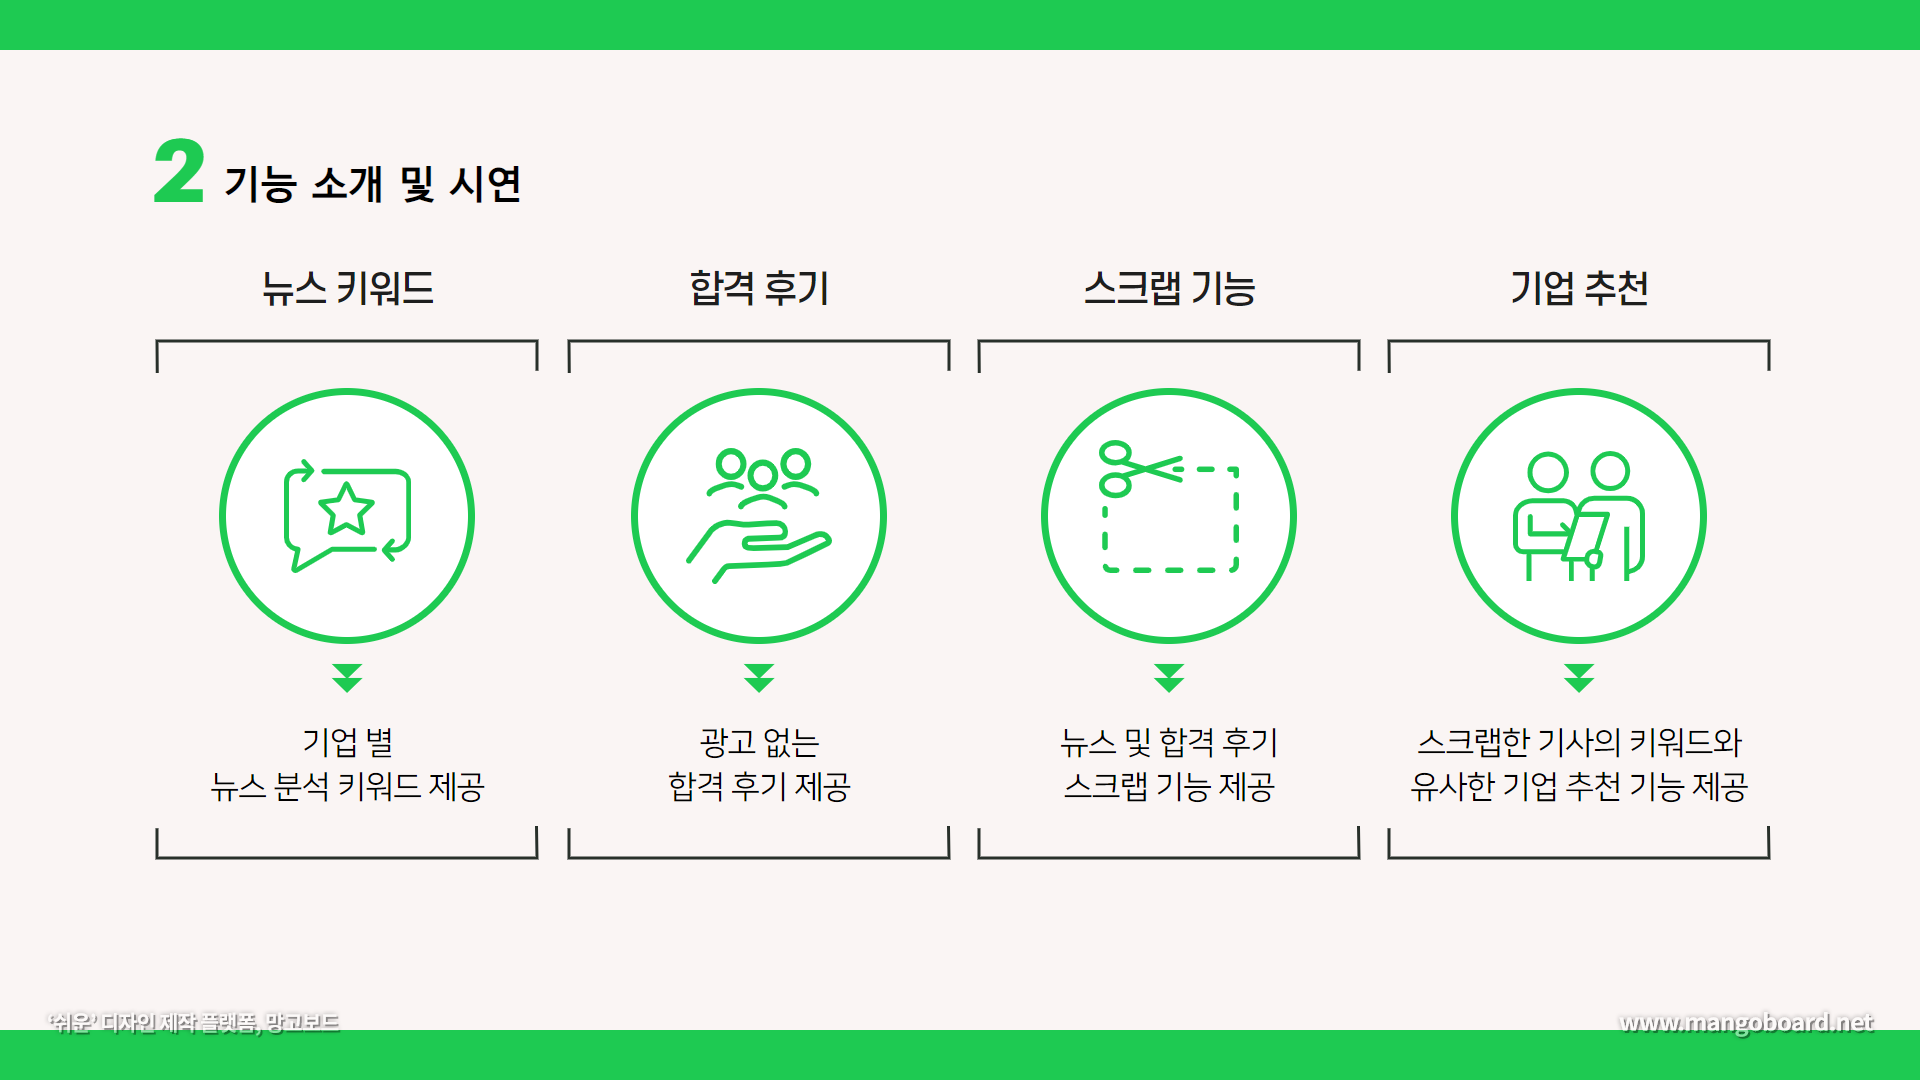 2 기능 소개 및 시연
뉴스 키워드
합격 후기
스크랩 기능
기업 추천
기업 별
뉴스 분석 키워드 제공
광고 없는
합격 후기 제공
뉴스 및 합격 후기
스크랩 기능 제공
스크랩한 기사의 키워드와
유사한 기업 추천 기능 제공
‘쉬운’ 디자인 제작 플랫폼, 망고보드
www.mangoboard.net